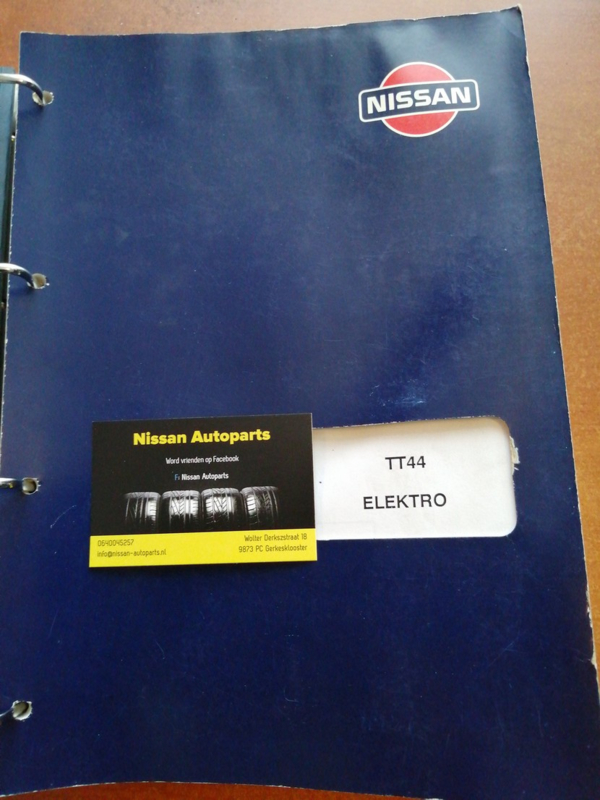 NISSAN
Nissan Autoparts
Word vrienden op Facebook
Nissan Autoparts
0640045257
info@nissan-autoparts.nl
Wolter Derkszstraat 18
9873 PC Gerkesklooster
TT44
ELEKTRO